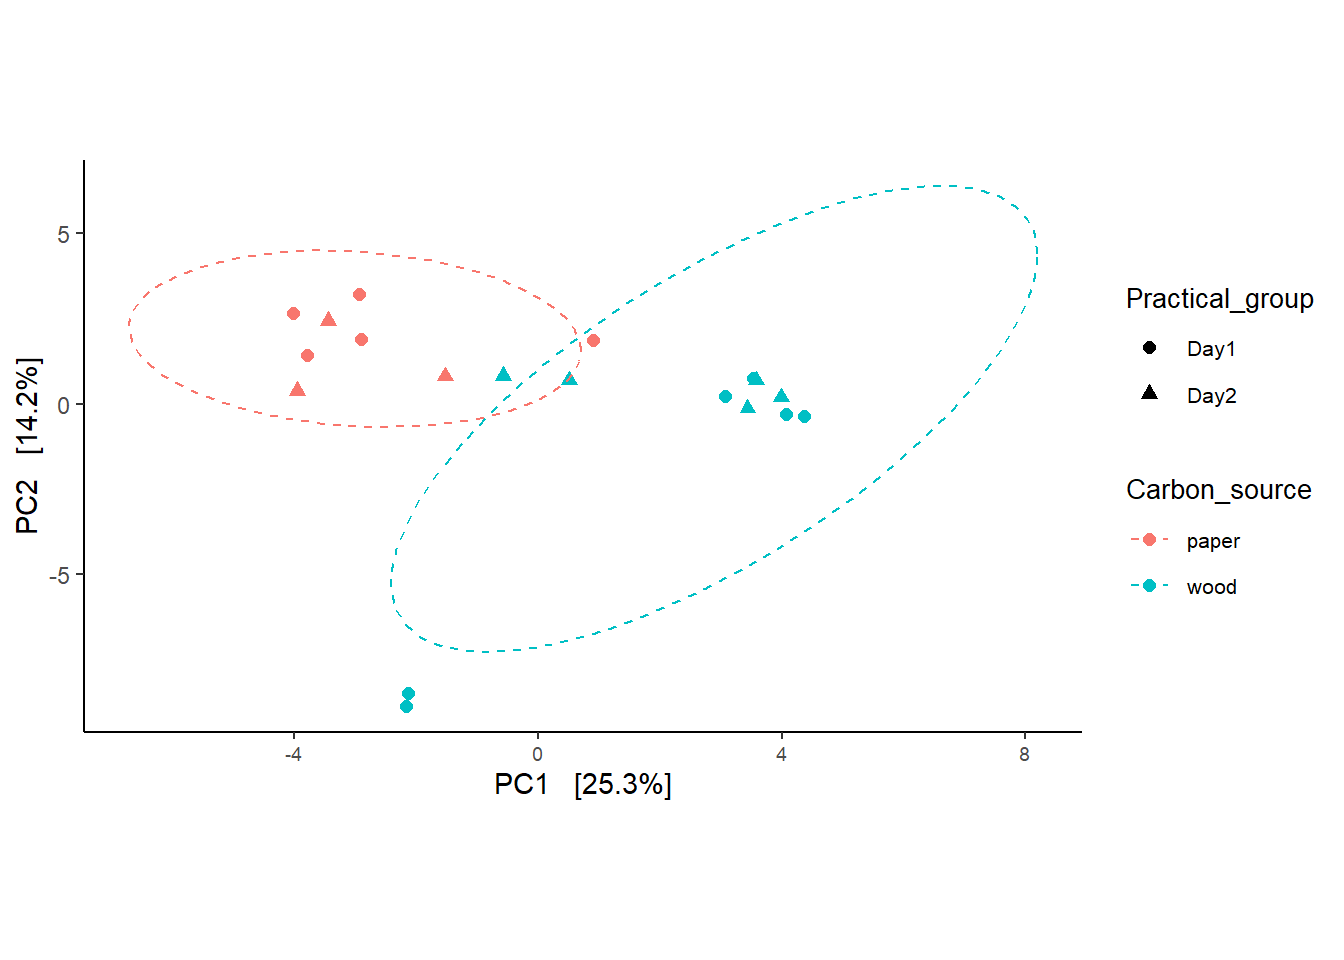 5
0
-5
PC2 [14.2%]
-4
0
4
8
PC1 [25.3%]
Practical_group
Day1
Day2
Carbon_source
paper
wood